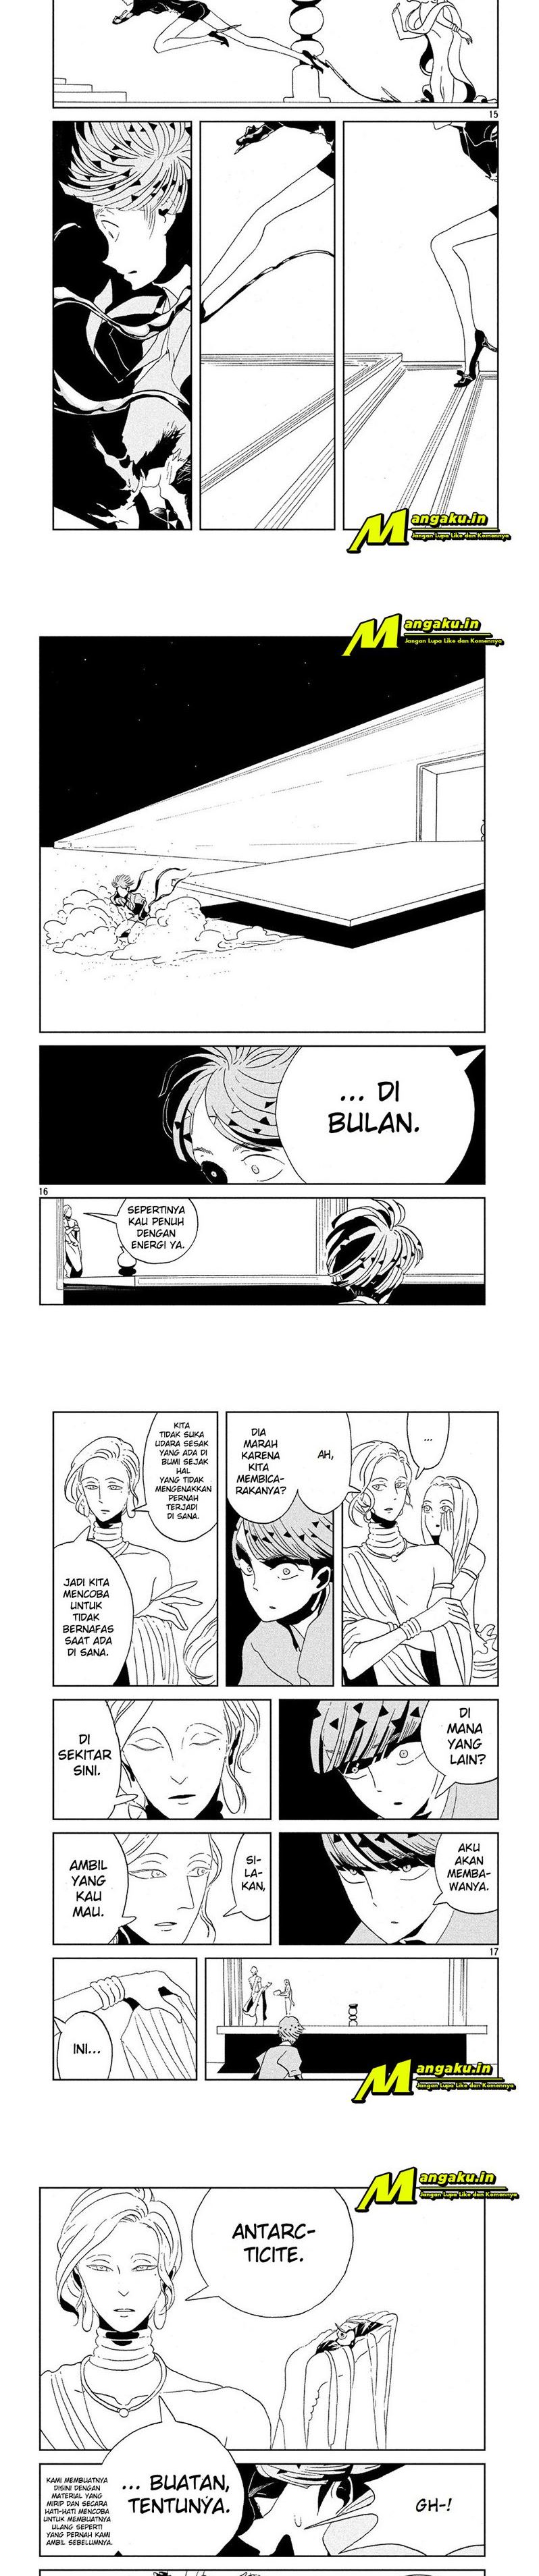 15
Mangaku.in
Jangan Lupa Like dan Komennya
Mangaku.in
Jangan Lupa Like dan Komennya
... DI
BULAN.
16
SEPERTINYA
KAU PENUH
DENGAN
ENERGI YA.
...
AH,
DIA
MARAH
KARENA
KITA
MEMBICA-
RAKANYA?
KITA
TIDAK SUKA
UDARA SESAK
YANG ADA DI
BUMI SEJAK
HAL
YANG TIDAK
MENGENAKKAN
PERNAH
TERJADI
DI SANA.
JADI KITA
MENCOBA
UNTUK
TIDAK
BERNAFAS
SAAT ADA
DI SANA.
DI
MANA
YANG
LAIN?
DI
SEKITAR
SINI.
AKU
AKAN
MEMBA-
WANYA.
SI-
LA-
KAN,
AMBIL
YANG
KAU
MAU.
17
INI...
Mangaku.in
Jangan Lupa Like dan Komennya
Mangaku.in
Jangan Lupa Like dan Komennya
ANTARC-
TICITE.
... BUATAN,
TENTUNYA.
KAMI MEMBUATNYA
DISINI DENGAN
MATERIAL YANG
MIRIP DAN SECARA
HATI-HATI MENCOBA
UNTUK MEMBUATNYA
ULANG SEPERTI
YANG PERNAH KAMI
AMBIL SEBELUMNYA.
GH-!